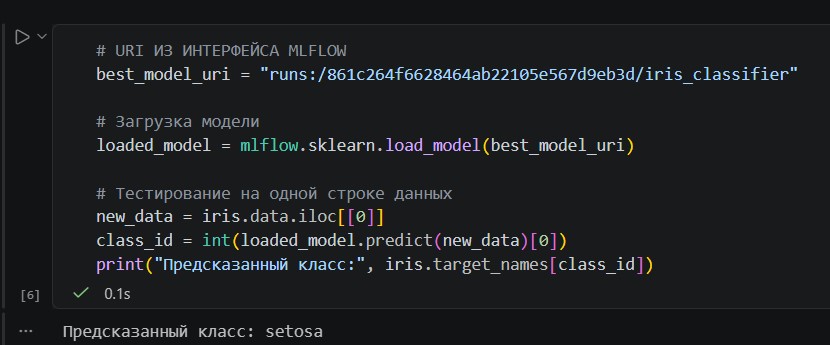 # URI ИЗ ИНТЕРФЕЙСА MLFLOW
best_model_uri = "runs:/861c264f6628464ab22105e567d9eb3d/iris_classifier"
# Загрузка модели
loaded_model = mlflow.sklearn.load_model(best_model_uri)
# Тестирование на одной строке данных
new_data = iris.data.iloc[[0]]
class_id = int(loaded_model.predict(new_data)[0])
print("Предсказанный класс:", iris.target_names[class_id])
[6] 0.1s
... Предсказанный класс: setosa